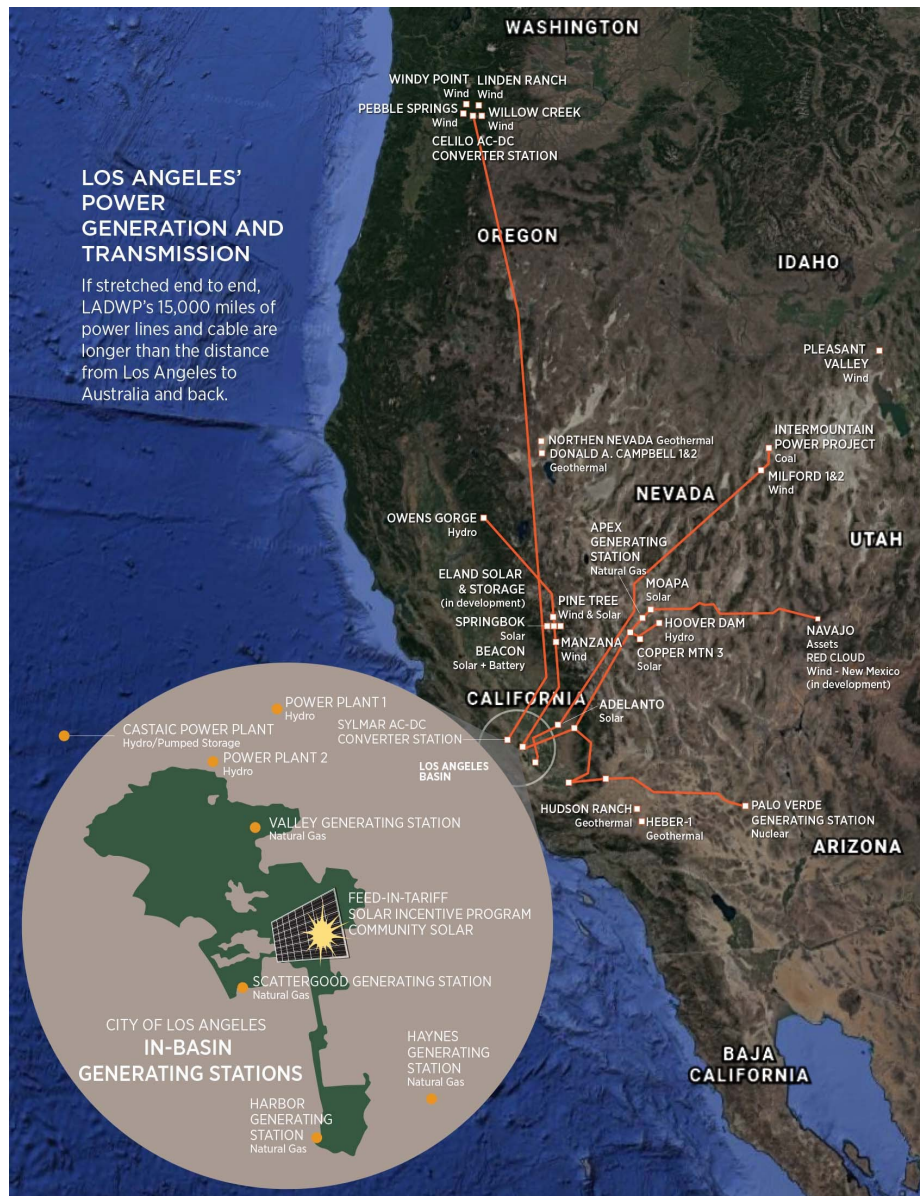 WASHINGTON
WINDY POINT
Wind
LINDEN RANCH
Wind
PEBBLE SPRINGS
Wind
WILLOW CREEK
Wind
CELILO AC-DC
CONVERTER STATION
LOS ANGELES’
POWER
GENERATION AND
TRANSMISSION
If stretched end to end,
LADWP’s 15,000 miles of
power lines and cable are
longer than the distance
from Los Angeles to
Australia and back.
OREGON
IDAHO
PLEASANT
VALLEY
Wind
NORTHEN NEVADA Geothermal
DONALD A. CAMPBELL 1&2
Geothermal
INTERMOUNTAIN
POWER PROJECT
Coal
MILFORD 1&2
Wind
NEVADA
OWENS GORGE
Hydro
APEX
GENERATING
STATION
Natural Gas
UTAH
ELAND SOLAR
& STORAGE
(in development)
MOAPA
Solar
PINE TREE
Wind & Solar
SPRINGBOK
Solar
HOOVER DAM
Hydro
NAVAJO
Assets
RED CLOUD
Wind - New Mexico
(in development)
BEACON
Solar + Battery
MANZANA
Wind
COPPER MTN 3
Solar
CALIFORNIA
ADELANTO
Solar
SYLMAR AC-DC
CONVERTER STATION
LOS ANGELES
BASIN
POWER PLANT 1
Hydro
CASTAIC POWER PLANT
Hydro/Pumped Storage
POWER PLANT 2
Hydro
HUDSON RANCH
Geothermal
HEBER-1
Geothermal
PALO VERDE
GENERATING STATION
Nuclear
ARIZONA
VALLEY GENERATING STATION
Natural Gas
FEED-IN-TARIFF
SOLAR INCENTIVE PROGRAM
COMMUNITY SOLAR
SCATTERGOOD GENERATING STATION
Natural Gas
CITY OF LOS ANGELES
IN-BASIN
GENERATING STATIONS
HAYNES
GENERATING
STATION
Natural Gas
HARBOR
GENERATING
STATION
Natural Gas
BAJA
CALIFORNIA